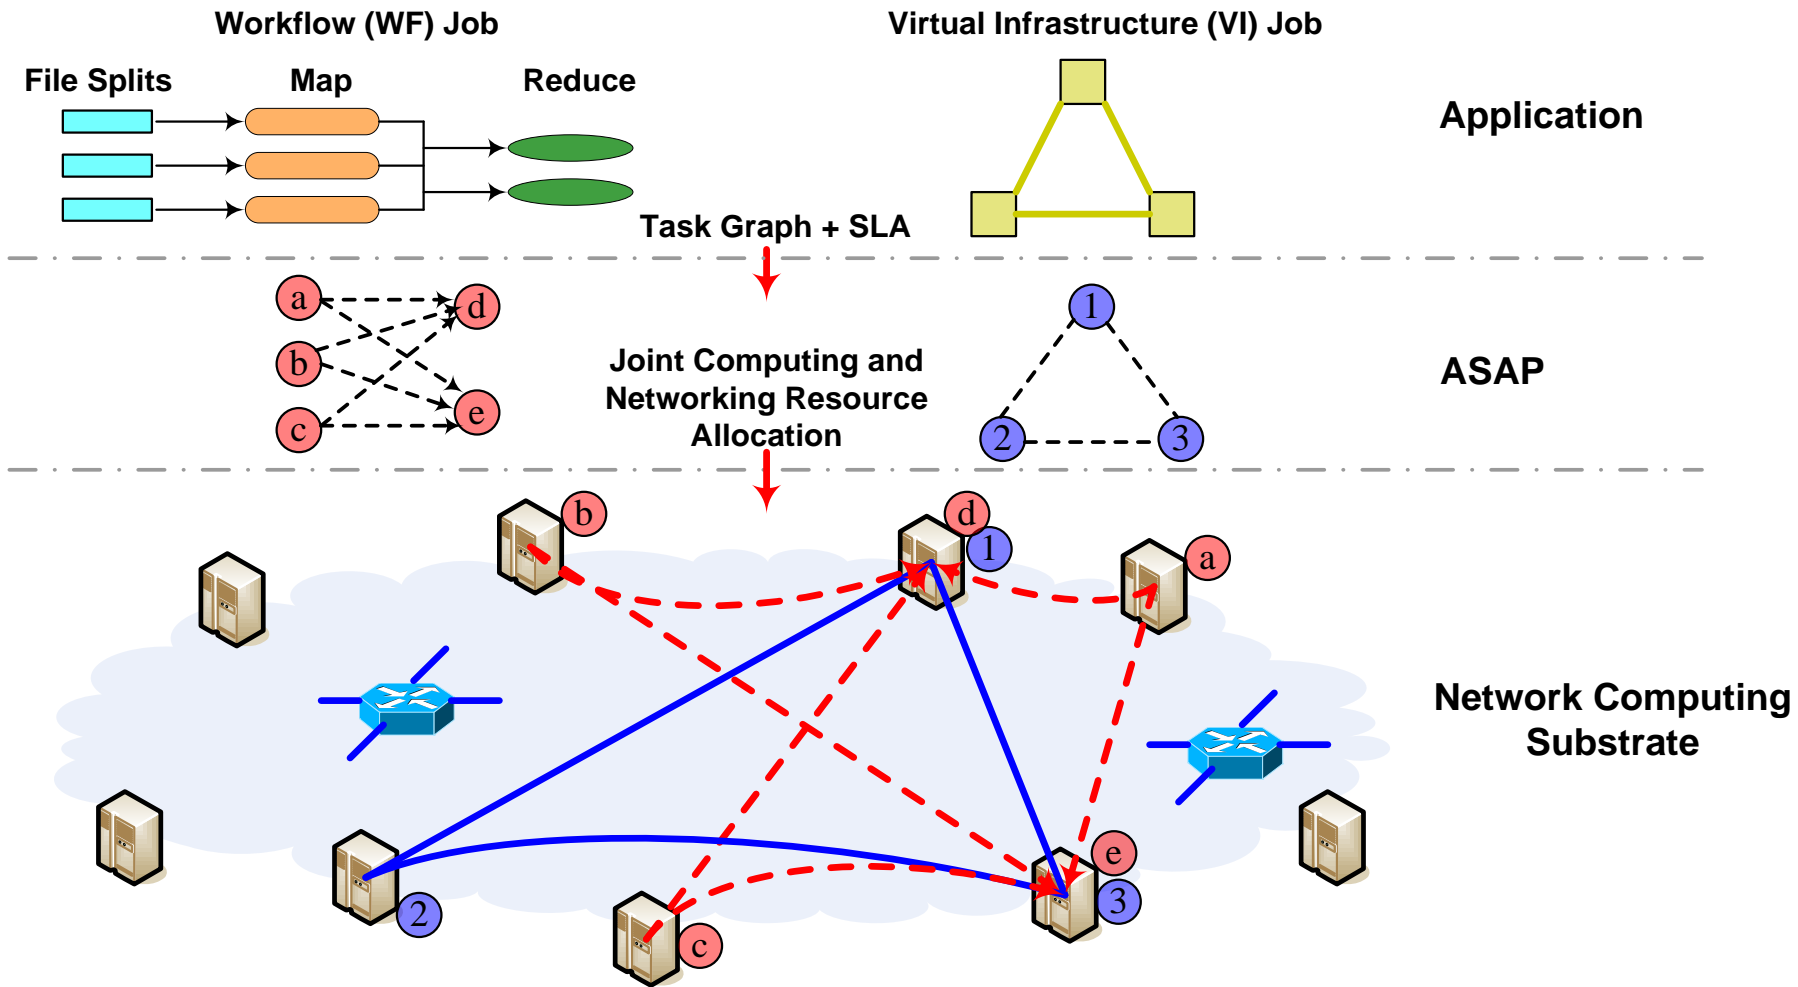 Workflow (WF) Job
Virtual Infrastructure (VI) Job
File Splits
Map
Reduce
Application
Task Graph + SLA
a
b
c
d
e
Joint Computing and
Networking Resource
Allocation
1
2
3
ASAP
b
d
1
a
Network Computing
Substrate
2
c
e
3